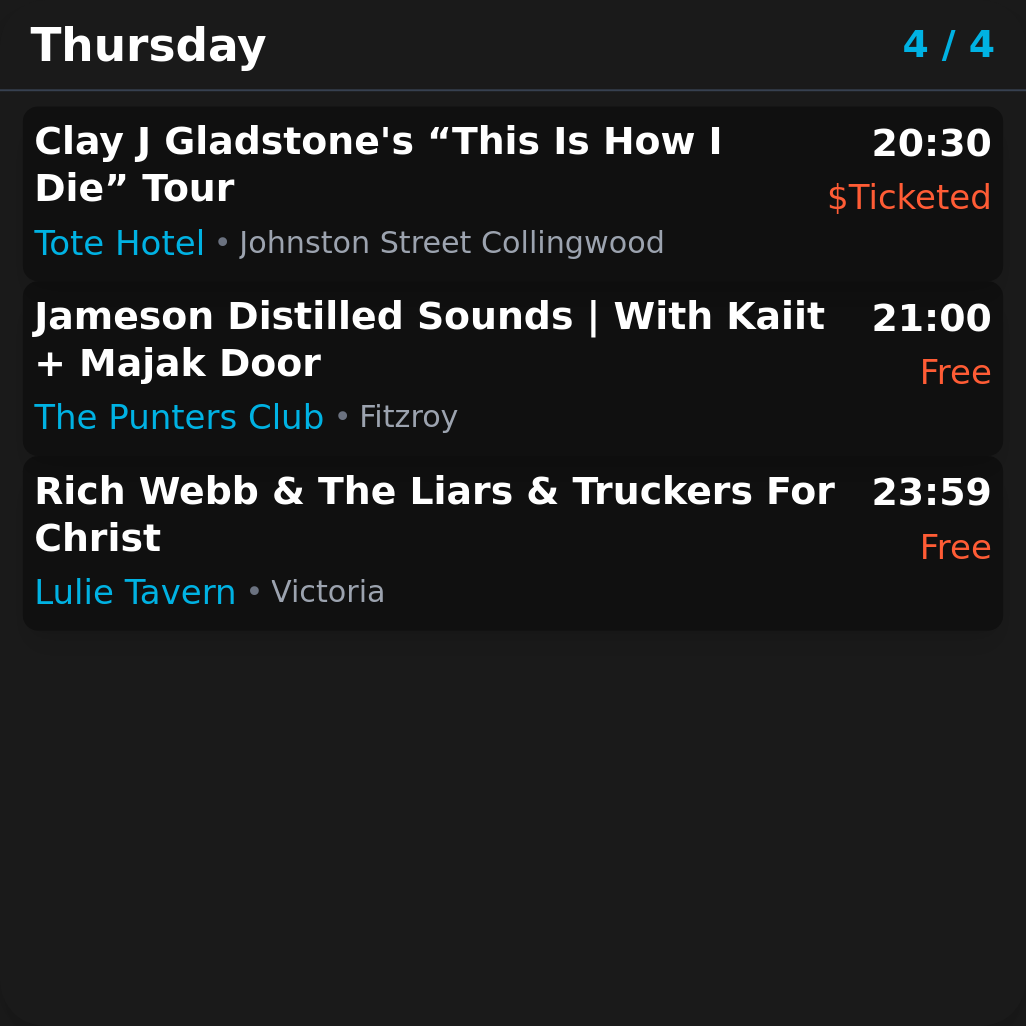 Thursday
4 / 4
Clay J Gladstone's “This Is How I
Die” Tour
20:30
$Ticketed
Tote Hotel • Johnston Street Collingwood
Jameson Distilled Sounds | With Kaiit
+ Majak Door
21:00
Free
The Punters Club • Fitzroy
Rich Webb & The Liars & Truckers For
Christ
23:59
Free
Lulie Tavern • Victoria